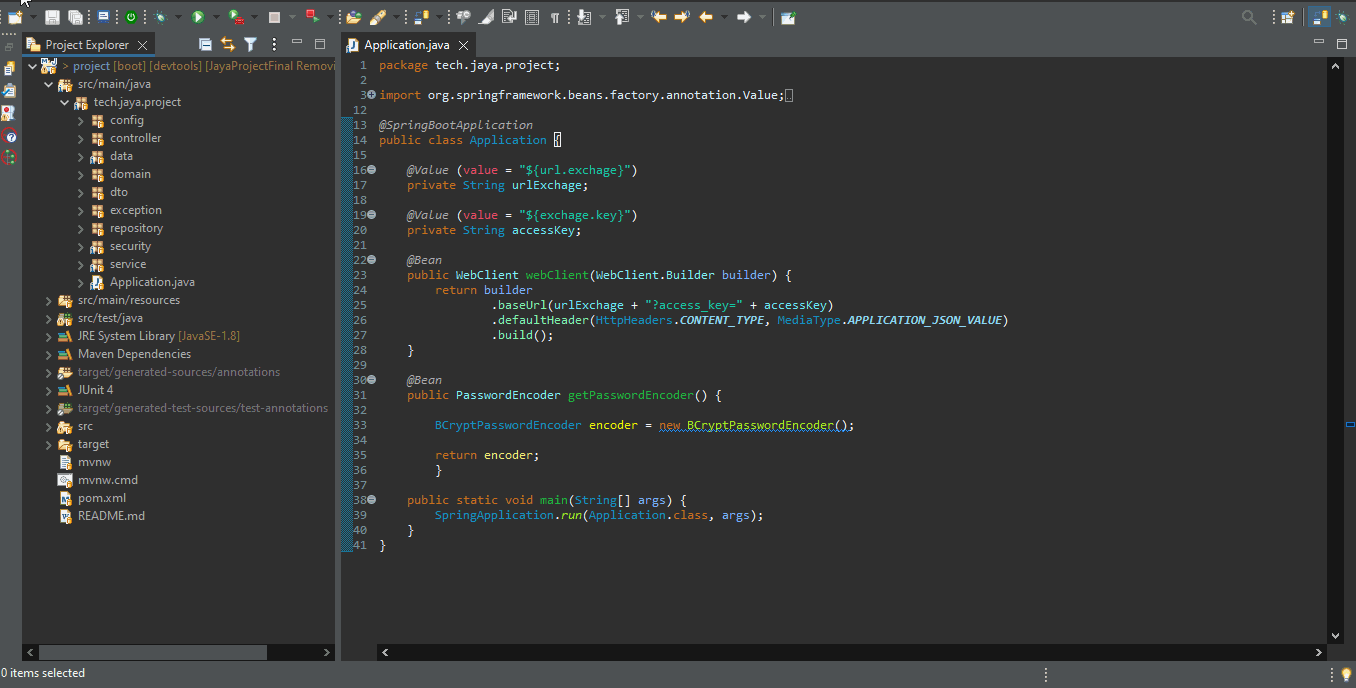 Project Explorer
> project [boot] [devtools] [JayaProjectFinal Removi
src/main/java
tech.jaya.project
config
controller
data
domain
dto
exception
repository
security
service
Application.java
src/main/resources
src/test/java
JRE System Library [JavaSE-1.8]
Maven Dependencies
target/generated-sources/annotations
JUnit 4
target/generated-test-sources/test-annotations
src
target
mvnw
mvnw.cmd
pom.xml
README.md
Application.java
1 package tech.jaya.project;
2
3 import org.springframework.beans.factory.annotation.Value;
12
13 @SpringBootApplication
14 public class Application {
15
16 @Value (value = "${url.exchage}")
17 private String urlExchage;
18
19 @Value (value = "${exchage.key}")
20 private String accessKey;
21
22 @Bean
23 public WebClient webClient(WebClient.Builder builder) {
24 return builder
25 .baseUrl(urlExchage + "?access_key=" + accessKey)
26 .defaultHeader(HttpHeaders.CONTENT_TYPE, MediaType.APPLICATION_JSON_VALUE)
27 .build();
28 }
29
30 @Bean
31 public PasswordEncoder getPasswordEncoder() {
32
33 BCryptPasswordEncoder encoder = new BCryptPasswordEncoder();
34
35 return encoder;
36 }
37
38 public static void main(String[] args) {
39 SpringApplication.run(Application.class, args);
40 }
41 }
0 items selected